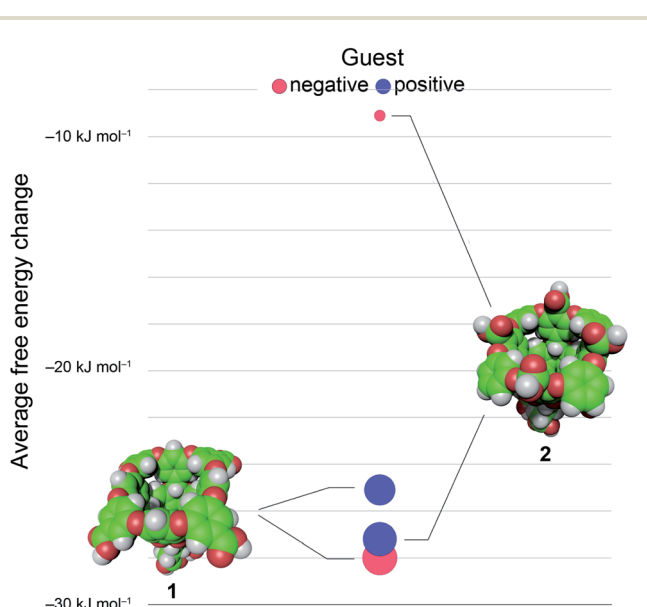 Guest
negative positive
–10 kJ mol⁻¹
Average free energy change
–20 kJ mol⁻¹
2
1
–30 kJ mol⁻¹